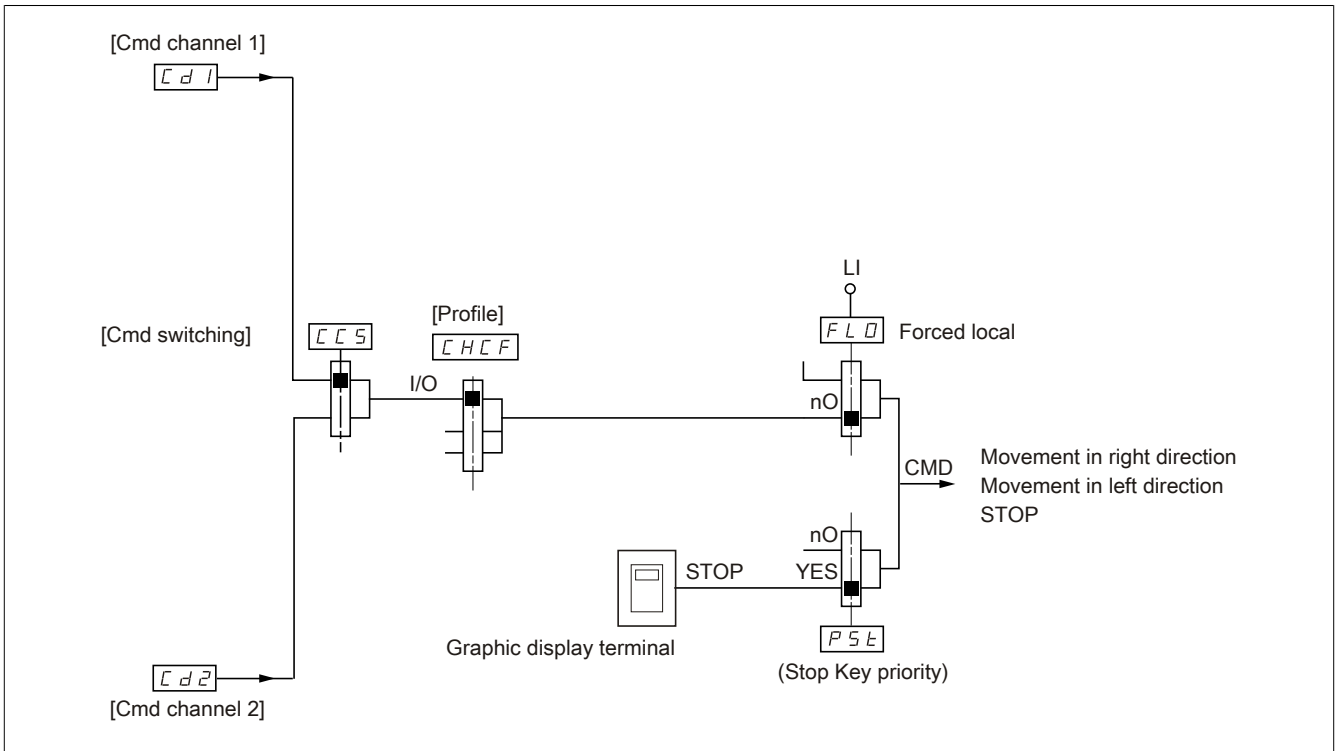 [Cmd channel 1]
Cd1
LI
[Profile]
[Cmd switching]
CCS
CHCF
FLO
Forced local
I/O
nO
CMD
Movement in right direction
Movement in left direction
STOP
nO
STOP
YES
Graphic display terminal
PSt
(Stop Key priority)
Cd2
[Cmd channel 2]